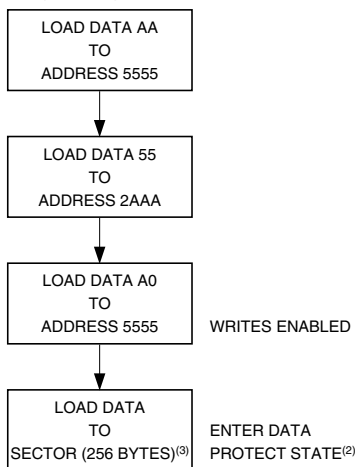 LOAD DATA AA
TO
ADDRESS 5555
LOAD DATA 55
TO
ADDRESS 2AAA
LOAD DATA A0
TO
ADDRESS 5555
WRITES ENABLED
LOAD DATA
TO
SECTOR (256 BYTES)(3)
ENTER DATA
PROTECT STATE(2)